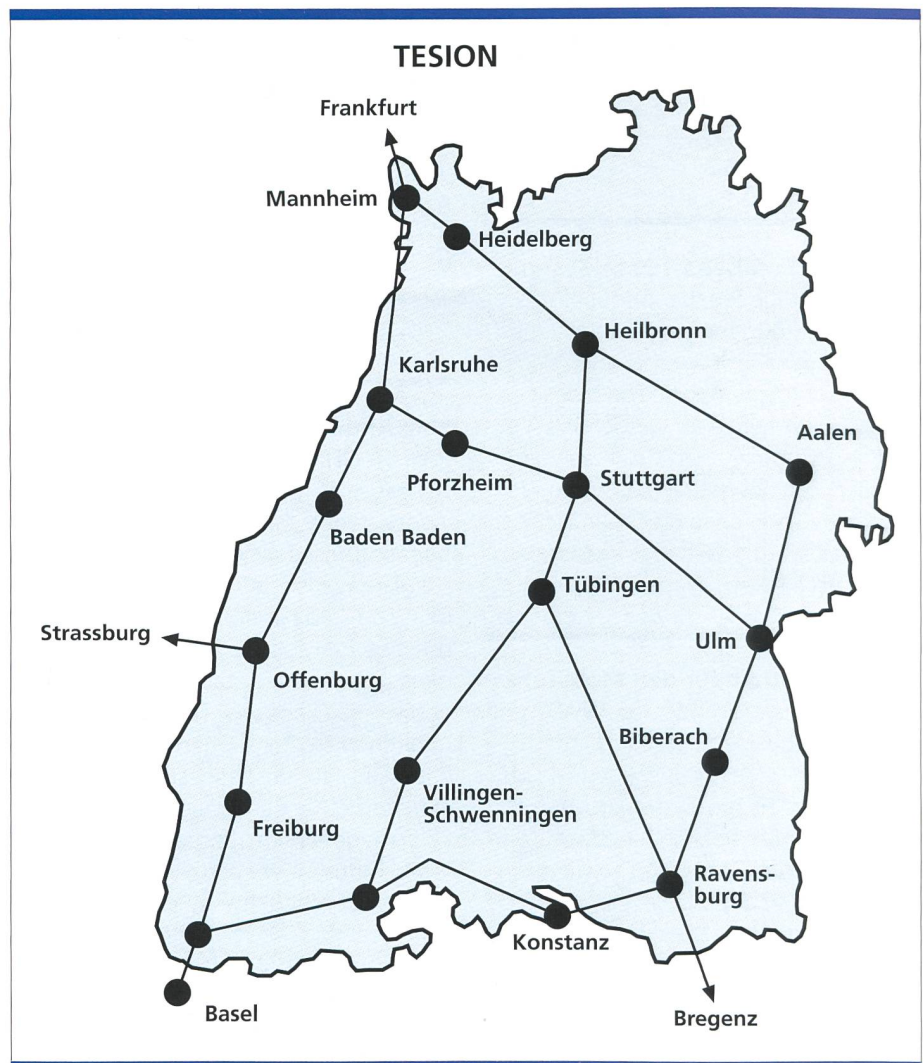 TESION
Frankfurt
Mannheim
Heidelberg
Heilbronn
Karlsruhe
Aalen
Pforzheim
Stuttgart
Baden Baden
Tübingen
Strassburg
Ulm
Offenburg
Biberach
Villingen-
Schwenningen
Freiburg
Ravens-
burg
Konstanz
Basel
Bregenz